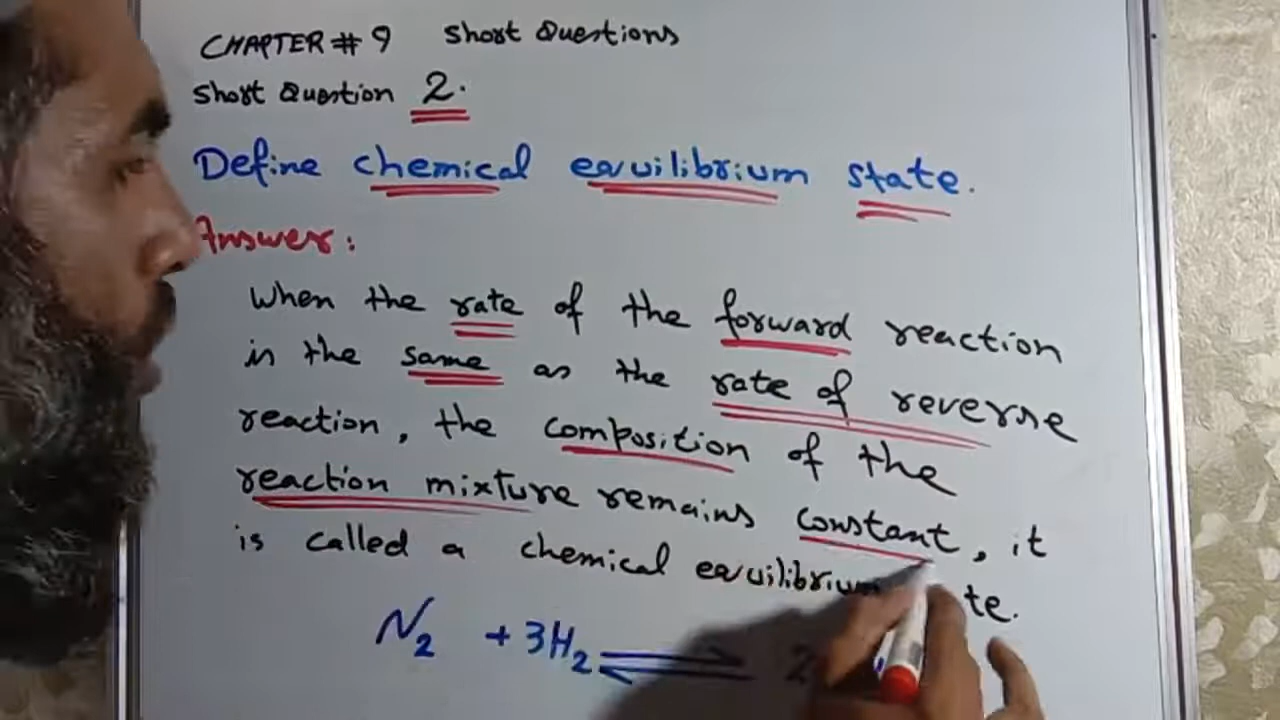 CHAPTER # 9 Short Questions
Short Question 2.
Define chemical equilibrium state.
Answer:
When the rate of the forward reaction
is the same as the rate of reverse
reaction, the composition of the
reaction mixture remains constant, it
is called a chemical equilibrium te.
N₂ + 3H₂ ⇌ 2